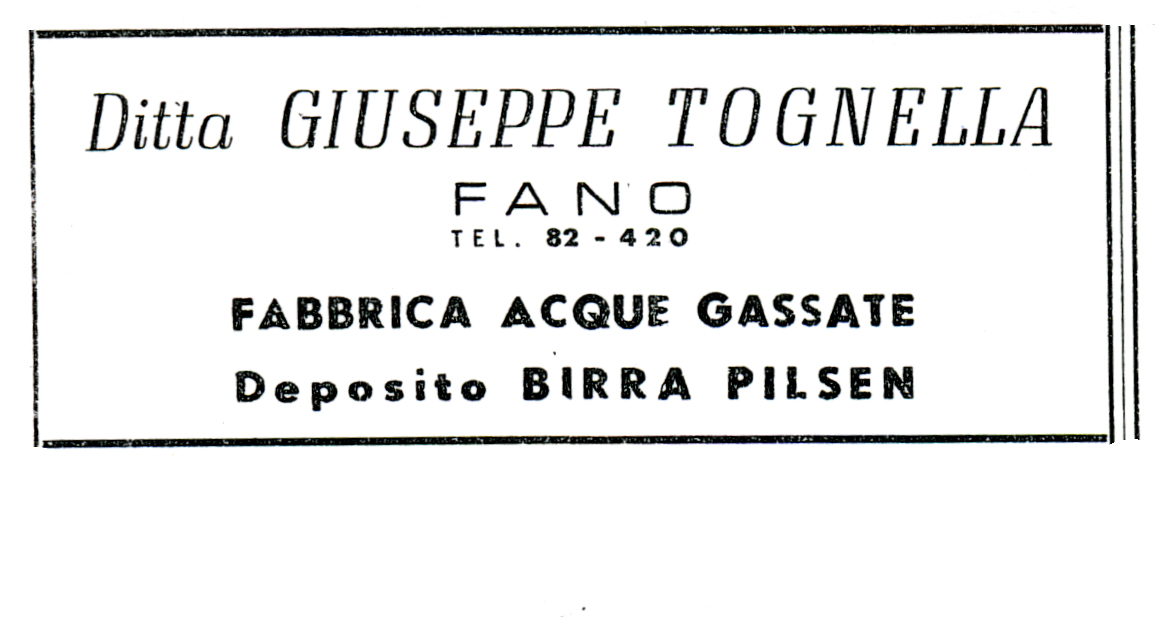 Ditta GIUSEPPE TOGNELLA
FANO
TEL. 82 - 420
FABBRICA ACQUE GASSATE
Deposito BIRRA PILSEN